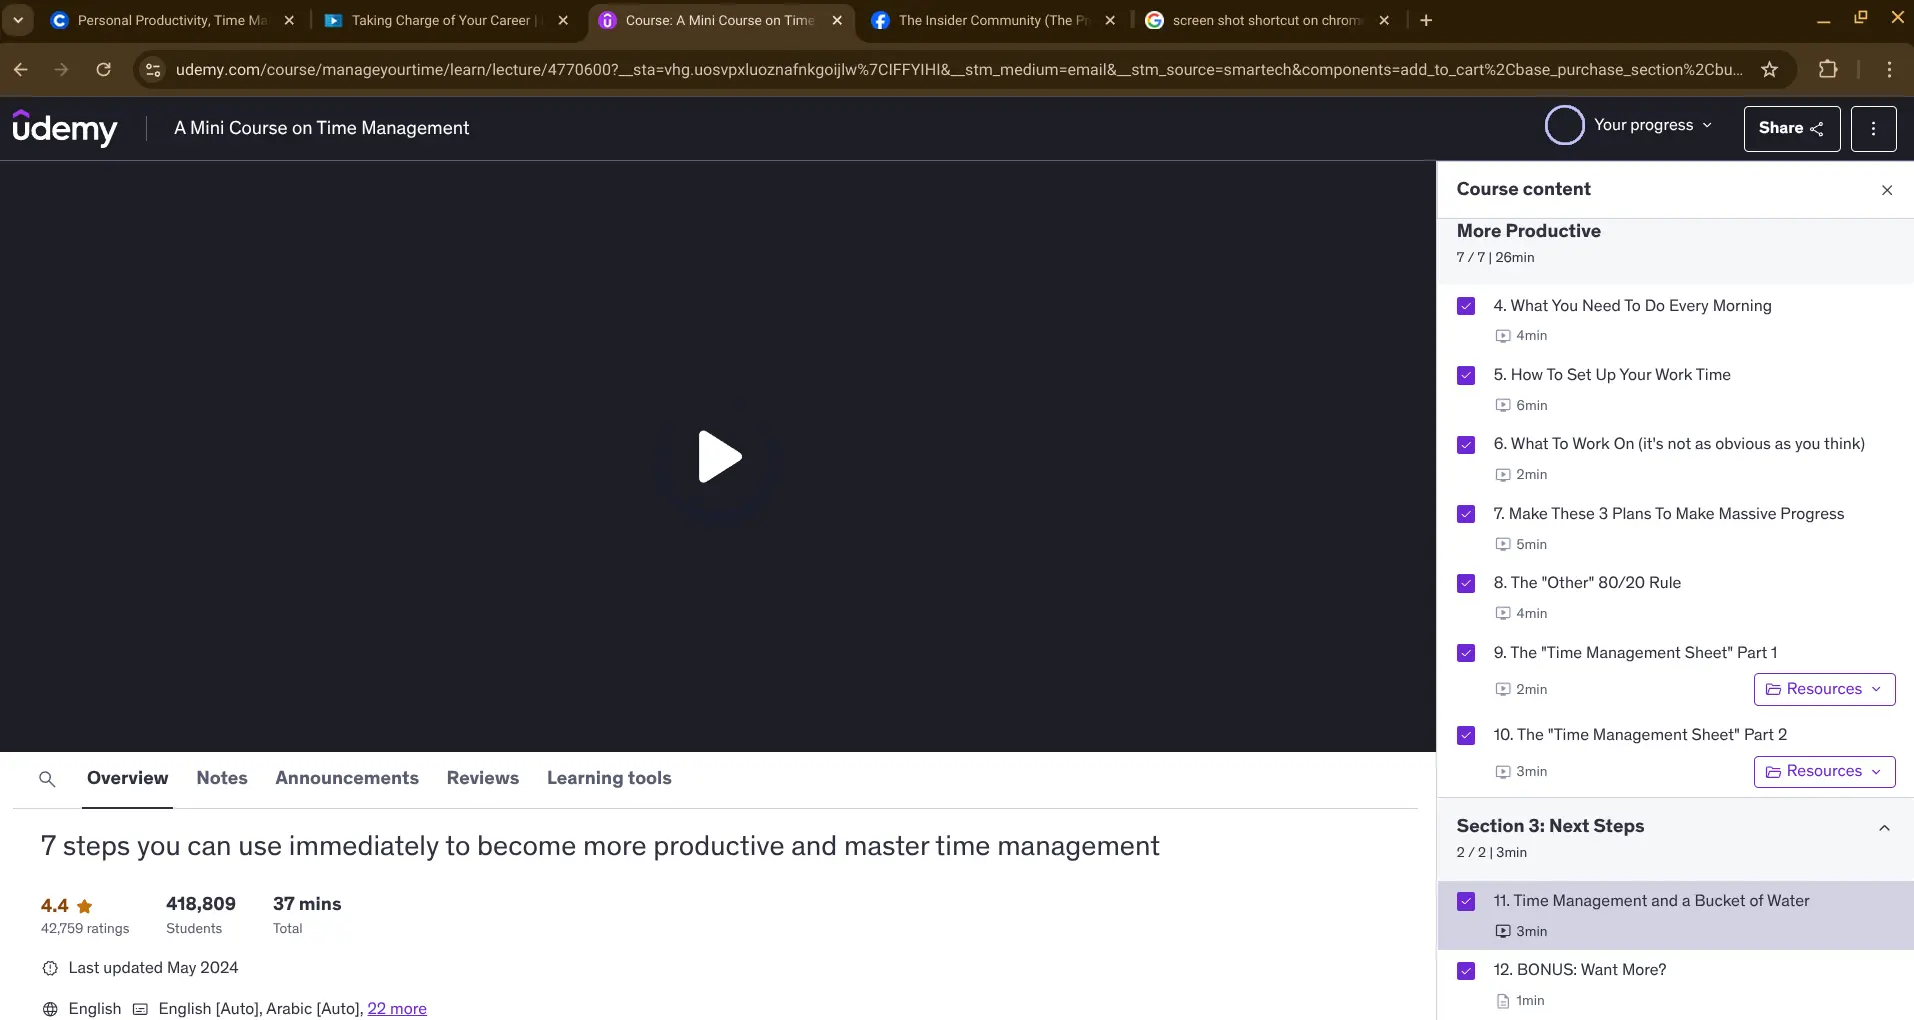 Personal Productivity, Time Ma
Taking Charge of Your Career |
Course: A Mini Course on Time
The Insider Community (The Pr
screen shot shortcut on chrom
udemy.com/course/manageyourtime/learn/lecture/4770600?__sta=vhg.uosvpxluoznafnkgoijlw%7CIFFYIHI&__stm_medium=email&__stm_source=smartech&components=add_to_cart%2Cbase_purchase_section%2Cbu...
udemy
A Mini Course on Time Management
Your progress
Share
Course content
More Productive
7 / 7 | 26min
4. What You Need To Do Every Morning
4min
5. How To Set Up Your Work Time
6min
6. What To Work On (it's not as obvious as you think)
2min
7. Make These 3 Plans To Make Massive Progress
5min
8. The "Other" 80/20 Rule
4min
9. The "Time Management Sheet" Part 1
2min
Resources
10. The "Time Management Sheet" Part 2
3min
Resources
Section 3: Next Steps
2 / 2 | 3min
11. Time Management and a Bucket of Water
3min
12. BONUS: Want More?
1min
Overview
Notes
Announcements
Reviews
Learning tools
7 steps you can use immediately to become more productive and master time management
4.4
42,759 ratings
418,809
Students
37 mins
Total
Last updated May 2024
English
English [Auto], Arabic [Auto], 22 more